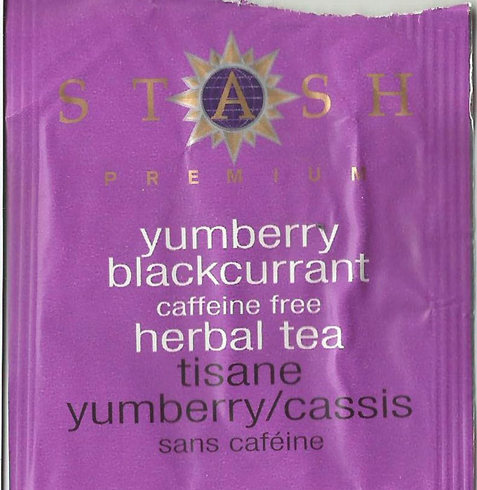 STASH
PREMIUM
yumberry
blackcurrant
caffeine free
herbal tea
tisane
yumberry/cassis
sans caféine